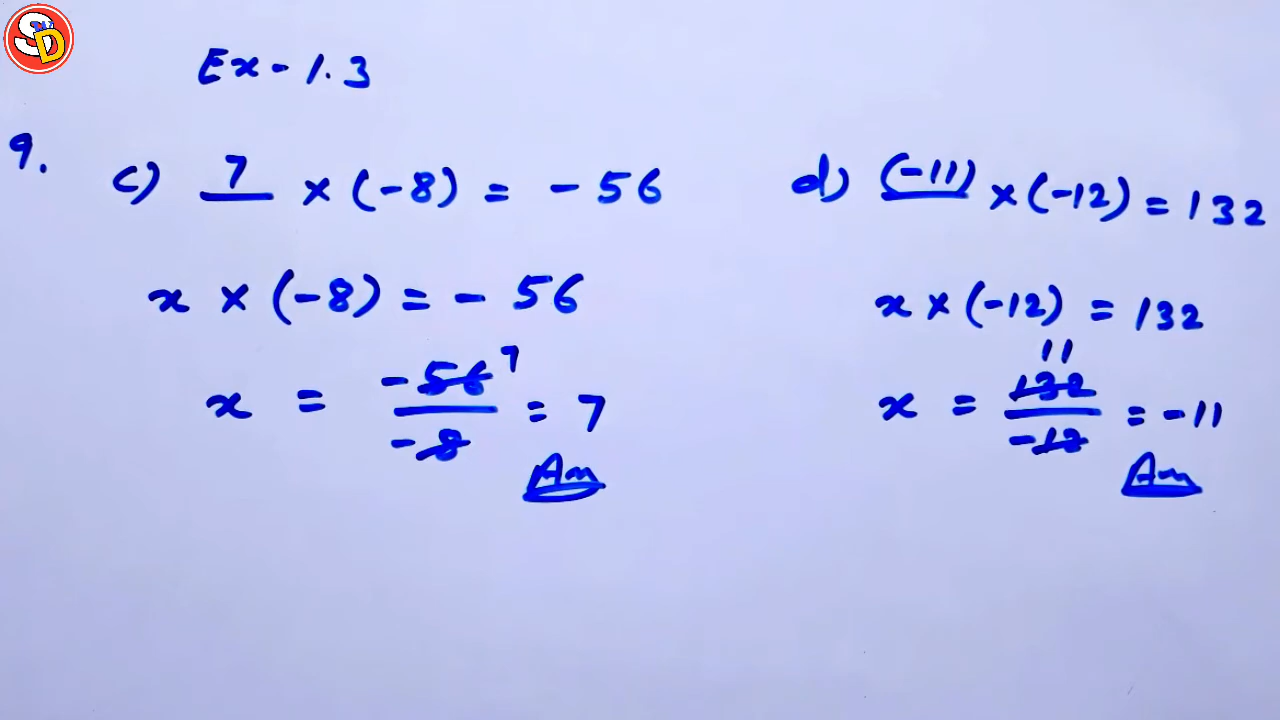 SD
Ex - 1.3
9.
c) 7 × (-8) = - 56
x × (-8) = - 56
x = -56/-8 7 = 7
Ans
d) (-11) × (-12) = 132
x × (-12) = 132
11
x = 132/-12 = -11
Ans